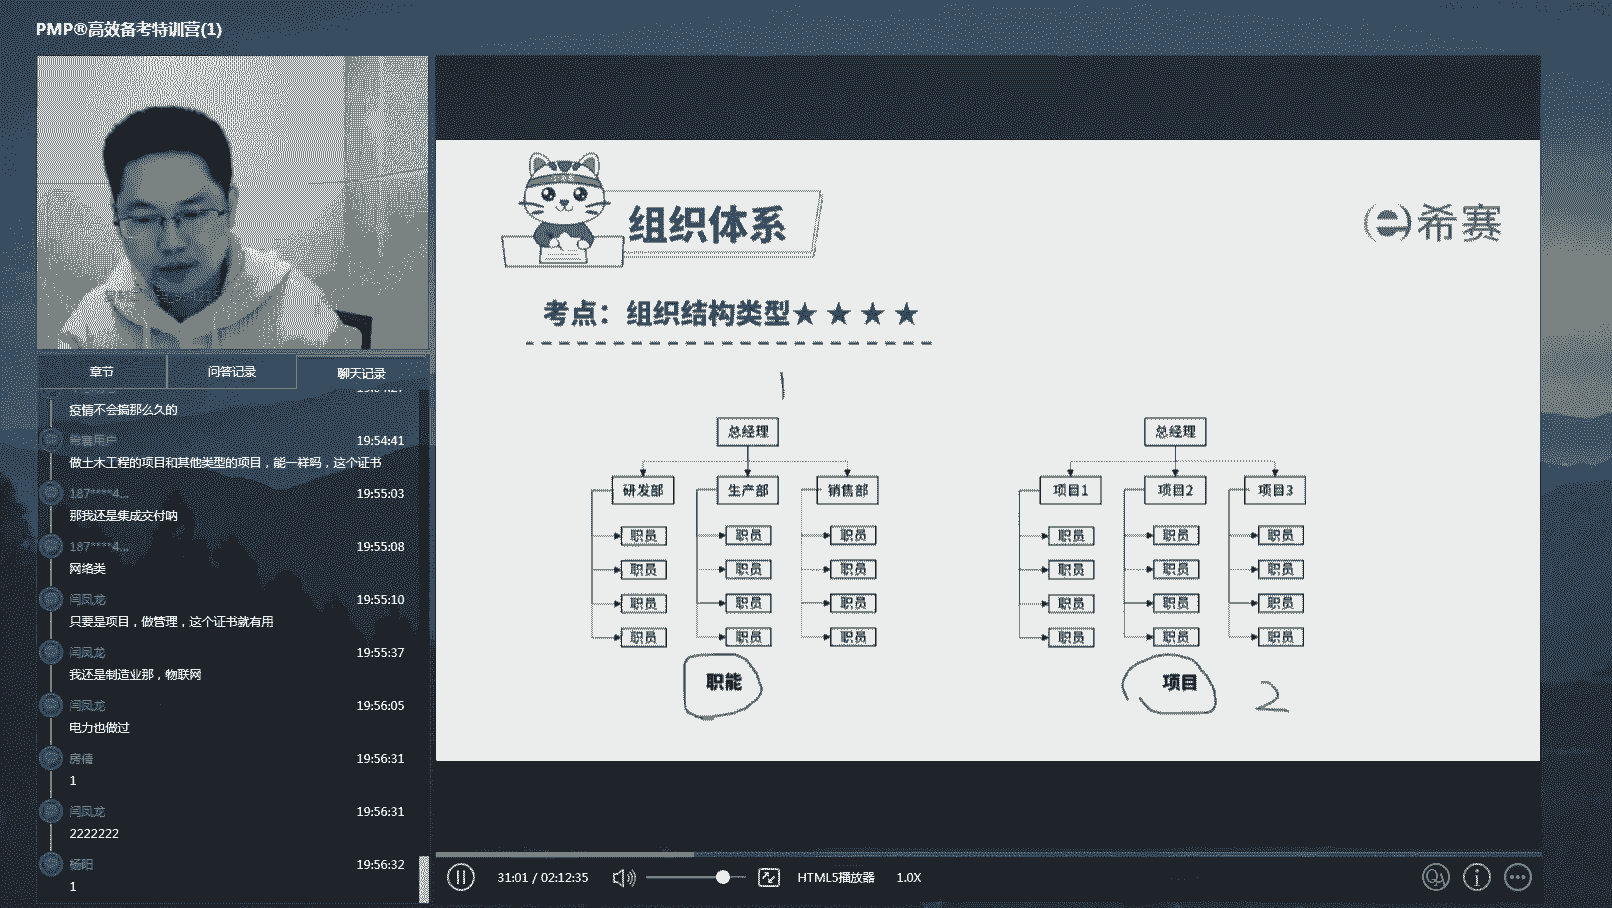 PMP®高效备考特训营(1)
组织体系
希赛
考点：组织结构类型★★★★
1
总经理
研发部 生产部 销售部
职员 职员 职员
职员 职员 职员
职员 职员 职员
职员 职员 职员
职能
总经理
项目1 项目2 项目3
职员 职员 职员
职员 职员 职员
职员 职员 职员
职员 职员 职员
项目 2
章节 问答记录 聊天记录
疫情不会搞那么久的
希赛用户 19:54:41
做土木工程的项目和其他类型的项目，能一样吗，这个证书
187****4... 19:55:03
那我还是集成交付呐
187****4... 19:55:08
网络类
闫凤龙 19:55:10
只要是项目，做管理，这个证书就有用
闫凤龙 19:55:37
我还是制造业那，物联网
闫凤龙 19:56:05
电力也做过
房倩 19:56:31
1
闫凤龙 19:56:31
2222222
杨阳 19:56:32
1
31:01 / 02:12:35 HTML5播放器 1.0X